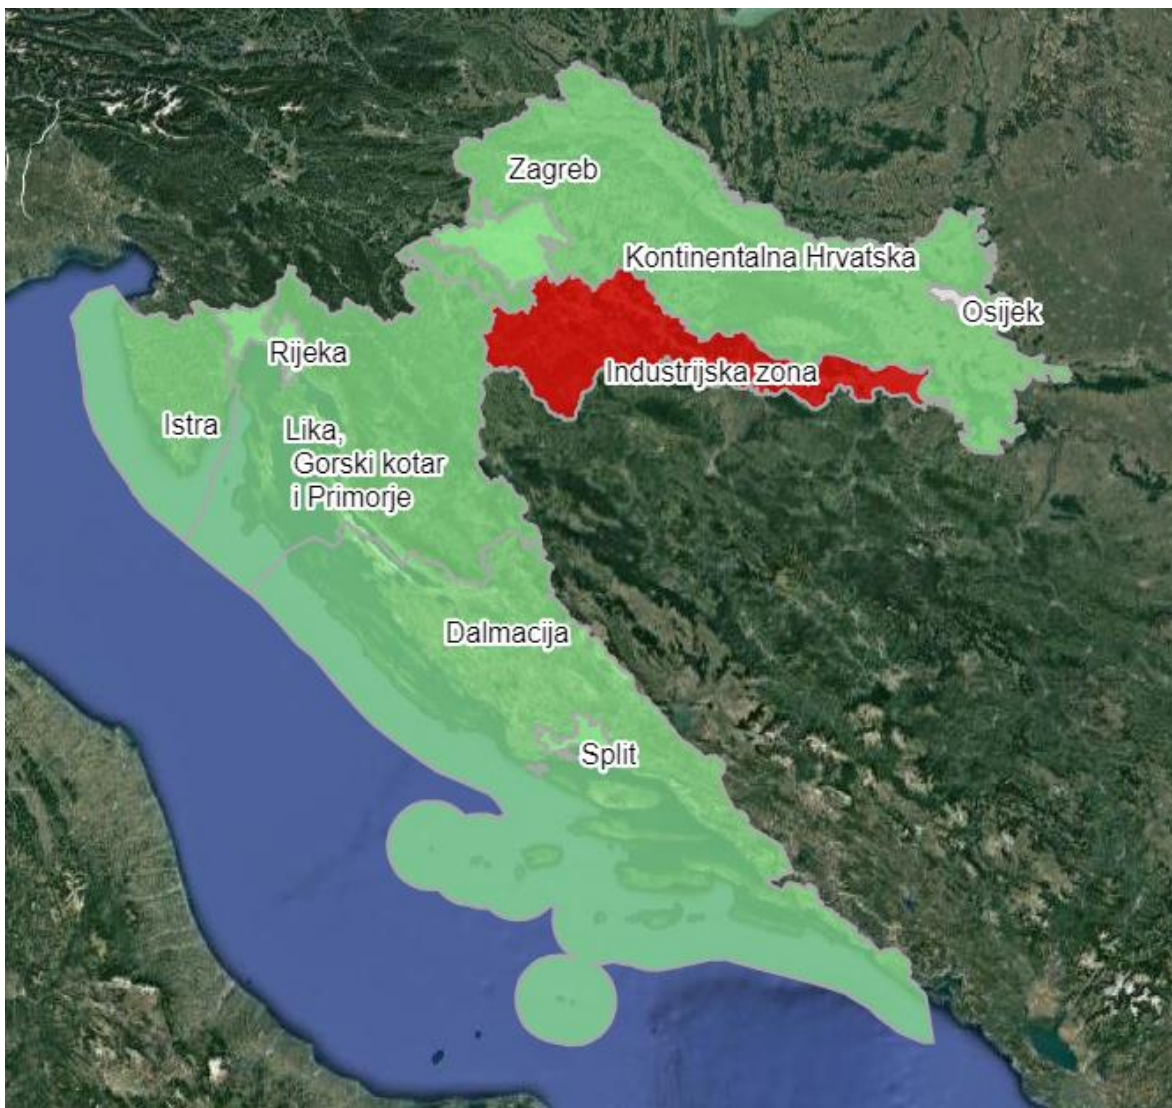 Zagreb
Kontinentalna Hrvatska
Osijek
Rijeka
Industrijska zona
Istra
Lika,
Gorski kotar
i Primorje
Dalmacija
Split